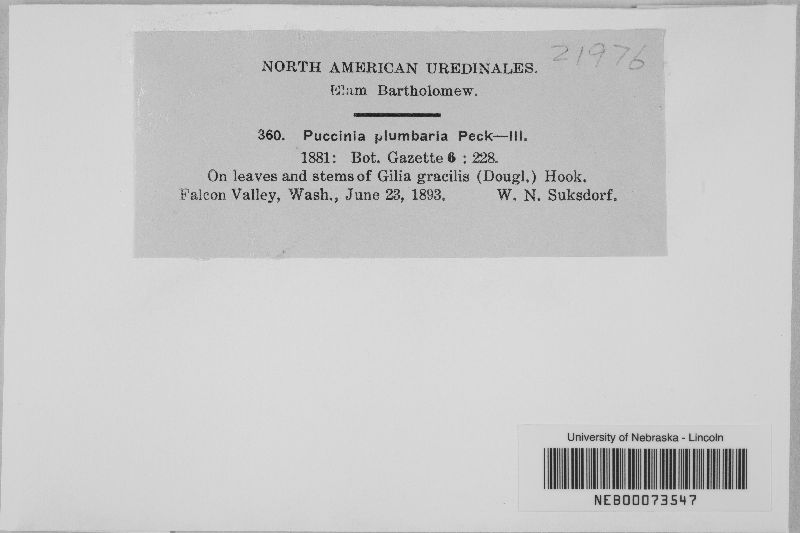 21976
NORTH AMERICAN UREDINALES.
Elam Bartholomew.
360. Puccinia plumbaria Peck—III.
1881: Bot. Gazette 6 : 228.
On leaves and stems of Gilia gracilis (Dougl.) Hook.
Falcon Valley, Wash., June 23, 1893. W. N. Suksdorf.
University of Nebraska - Lincoln
NEB00073547